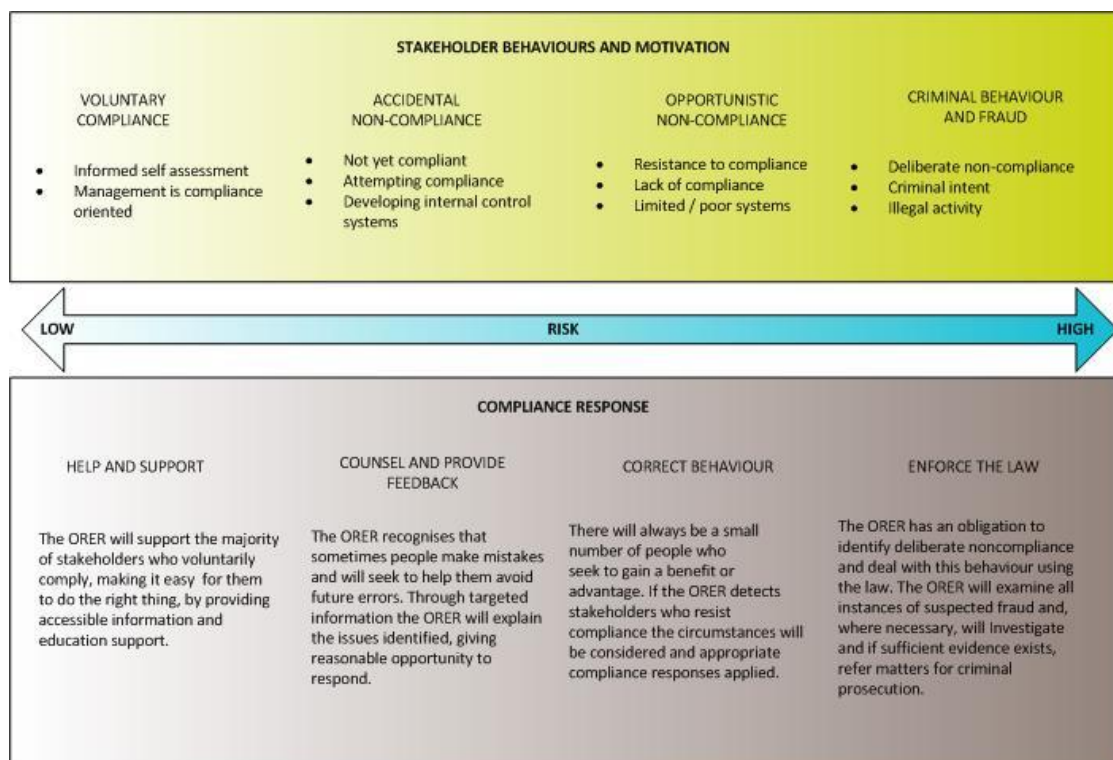 STAKEHOLDER BEHAVIOURS AND MOTIVATION
VOLUNTARY
COMPLIANCE
• Informed self assessment
• Management is compliance
oriented
ACCIDENTAL
NON-COMPLIANCE
• Not yet compliant
• Attempting compliance
• Developing internal control
systems
OPPORTUNISTIC
NON-COMPLIANCE
• Resistance to compliance
• Lack of compliance
• Limited / poor systems
CRIMINAL BEHAVIOUR
AND FRAUD
• Deliberate non-compliance
• Criminal intent
• Illegal activity
LOW
RISK
HIGH
COMPLIANCE RESPONSE
HELP AND SUPPORT
The ORER will support the majority
of stakeholders who voluntarily
comply, making it easy for them
to do the right thing, by providing
accessible information and
education support.
COUNSEL AND PROVIDE
FEEDBACK
The ORER recognises that
sometimes people make mistakes
and will seek to help them avoid
future errors. Through targeted
information the ORER will explain
the issues identified, giving
reasonable opportunity to
respond.
CORRECT BEHAVIOUR
There will always be a small
number of people who
seek to gain a benefit or
advantage. If the ORER detects
stakeholders who resist
compliance the circumstances will
be considered and appropriate
compliance responses applied.
ENFORCE THE LAW
The ORER has an obligation to
identify deliberate noncompliance
and deal with this behaviour using
the law. The ORER will examine all
instances of suspected fraud and,
where necessary, will Investigate
and if sufficient evidence exists,
refer matters for criminal
prosecution.